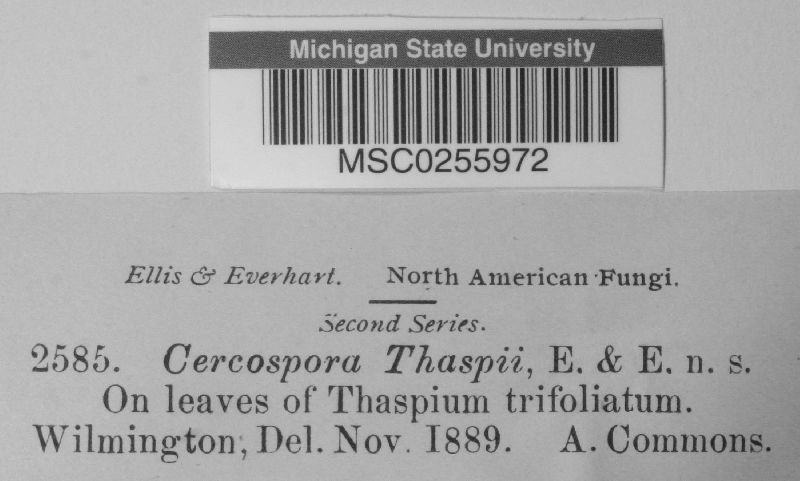 Michigan State University
MSC0255972
Ellis & Everhart. North American Fungi.
Second Series.
2585. Cercospora Thaspii, E. & E. n. s.
On leaves of Thaspium trifoliatum.
Wilmington, Del. Nov. 1889. A. Commons.